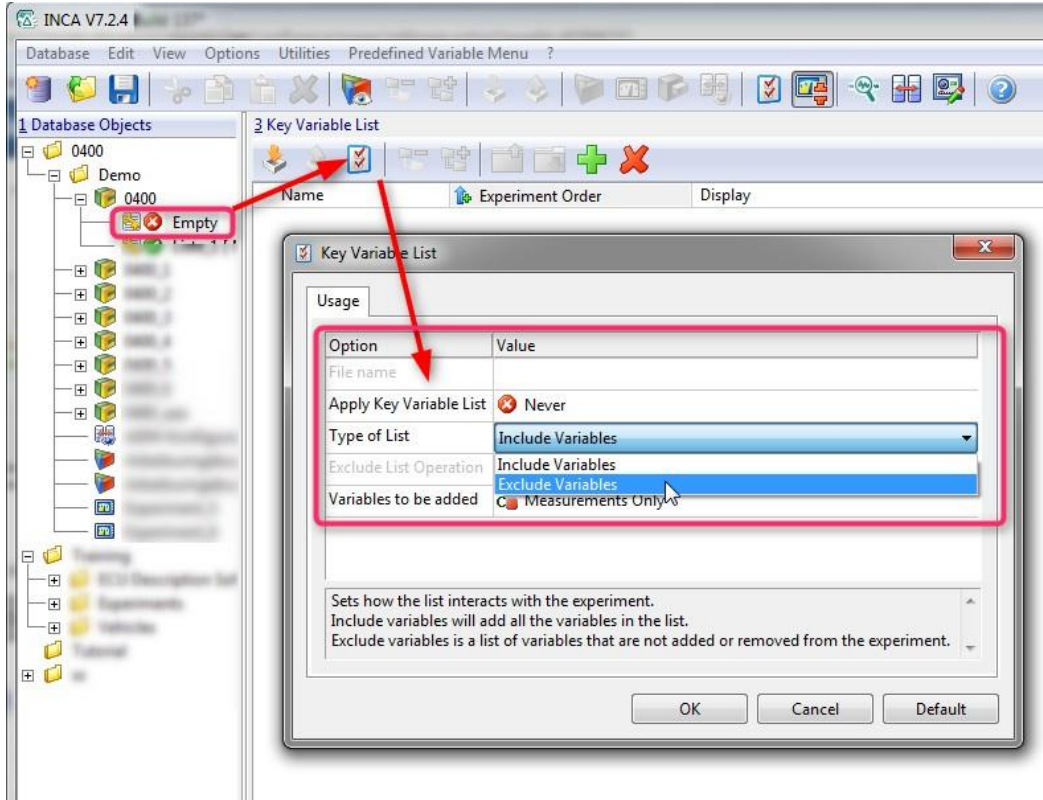 INCA V7.2.4
Database Edit View Options Utilities Predefined Variable Menu ?
1 Database Objects
3 Key Variable List
0400
Demo
0400
Empty
Name Experiment Order Display
Key Variable List
Usage
Option Value
File name
Apply Key Variable List Never
Type of List Include Variables
Include Variables
Exclude List Operation
Exclude Variables
Variables to be added Measurements Only
Sets how the list interacts with the experiment.
Include variables will add all the variables in the list.
Exclude variables is a list of variables that are not added or removed from the experiment.
OK Cancel Default